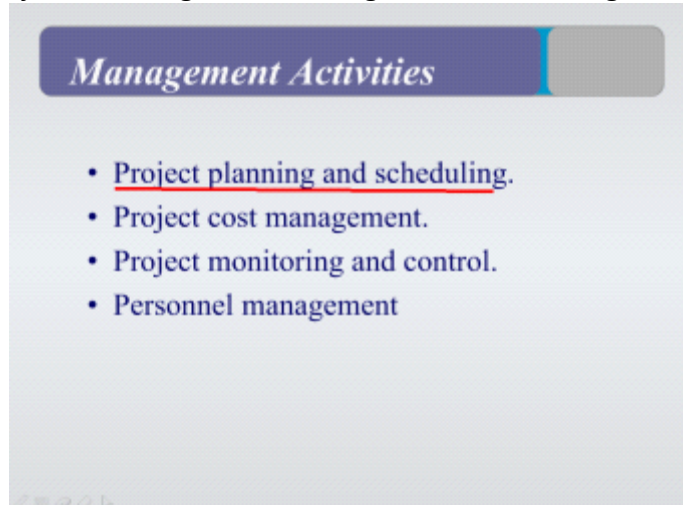 Management Activities
• Project planning and scheduling.
• Project cost management.
• Project monitoring and control.
• Personnel management